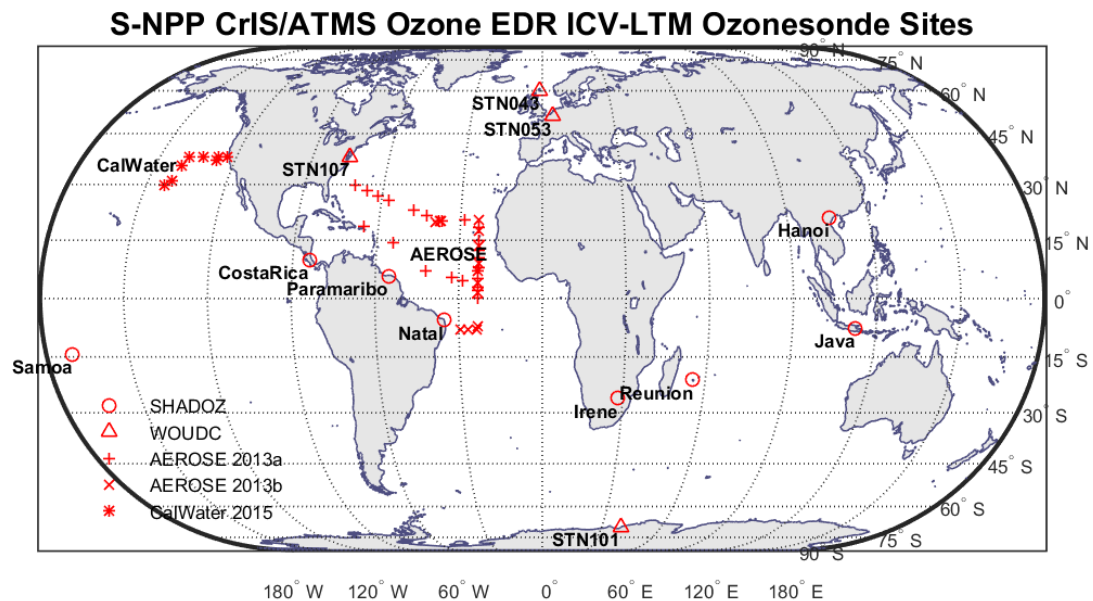 S-NPP CrIS/ATMS Ozone EDR ICV-LTM Ozonesonde Sites
90° N
75° N
60° N
STN043
STN053
45° N
CalWater
STN107
30° N
Hanoi
15° N
AEROSE
CostaRica
Paramaribo
0°
Natal
Java
Samoa
15° S
Reunion
Irene
30° S
SHADOZ
WOUDC
AEROSE 2013a
45° S
AEROSE 2013b
CalWater 2015
60° S
STN101
75° S
90° S
180° W 120° W 60° W 0° 60° E 120° E 180° E